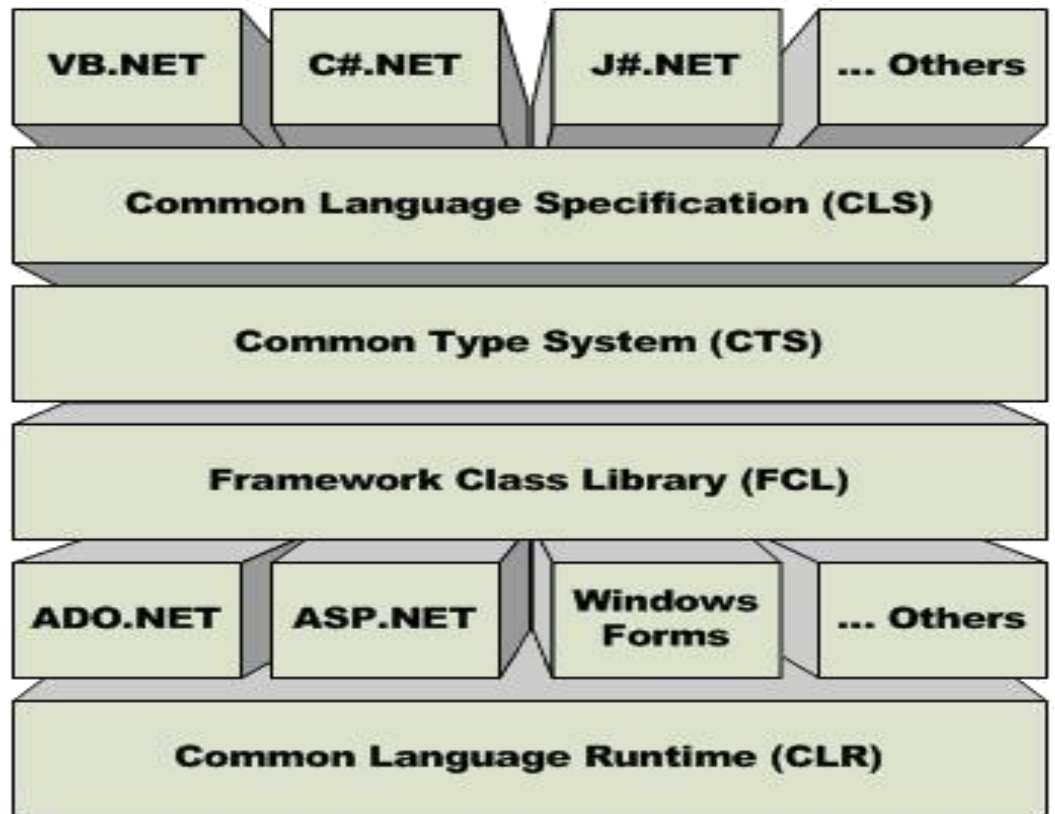 VB.NET
C#.NET
J#.NET
... Others
Common Language Specification (CLS)
Common Type System (CTS)
Framework Class Library (FCL)
ADO.NET
ASP.NET
Windows
Forms
... Others
Common Language Runtime (CLR)